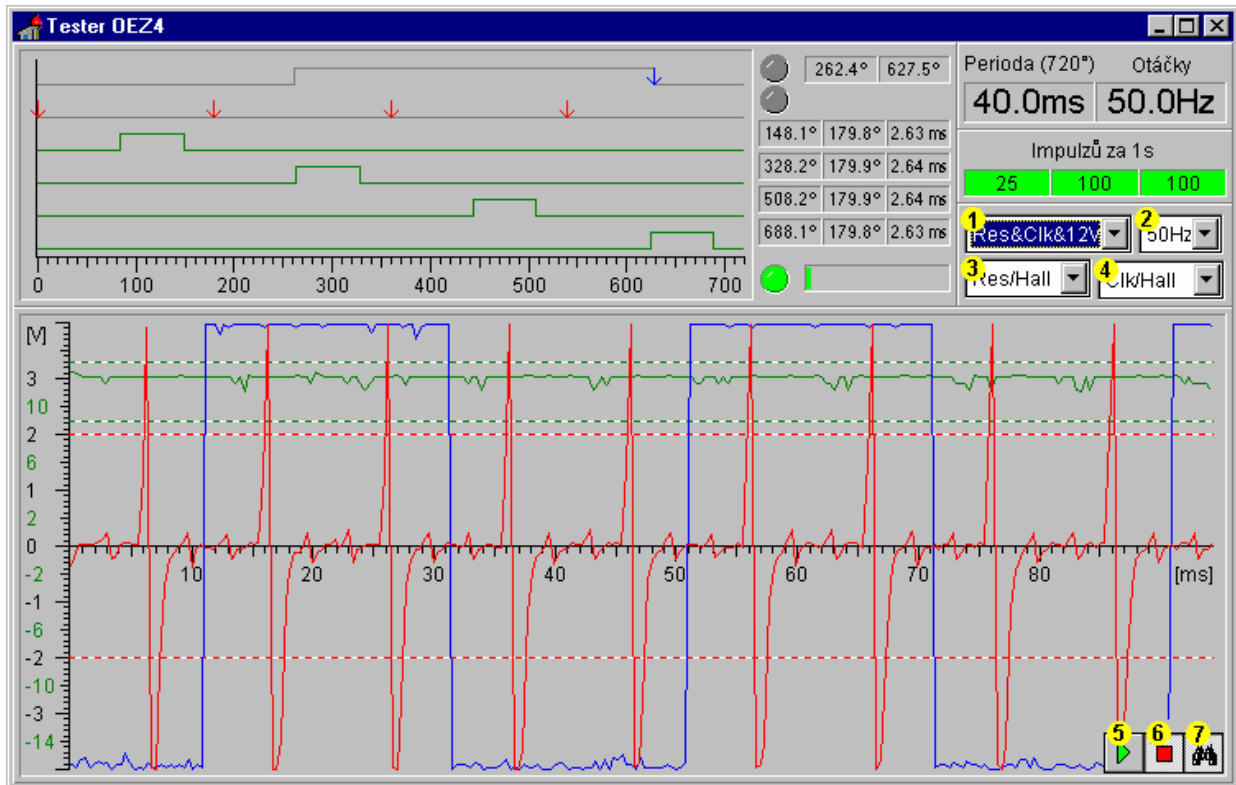 Tester OEZ4
262.4° 627.5°
148.1° 179.8° 2.63 ms
328.2° 179.9° 2.64 ms
508.2° 179.9° 2.64 ms
688.1° 179.8° 2.63 ms
0 100 200 300 400 500 600 700
Perioda (720°) Otáčky
40.0ms 50.0Hz
Impulzů za 1s
25 100 100
1 2
Res&Clk&12V 50Hz
3 4
Res/Hall Clk/Hall
[V]
3
10
2
6
1
2
0
-2
10 20 30 40 50 60 70 80 [ms]
-1
-6
-2
-10
-3
-14
5 6 7